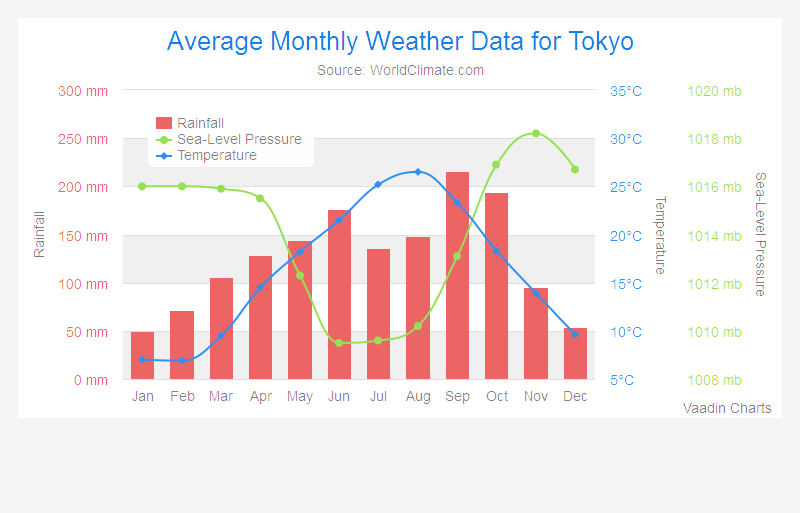 Average Monthly Weather Data for Tokyo
Source: WorldClimate.com
300 mm 35°C 1020 mb
250 mm 30°C 1018 mb
200 mm 25°C 1016 mb
150 mm 20°C 1014 mb
100 mm 15°C 1012 mb
50 mm 10°C 1010 mb
0 mm 5°C 1008 mb
Rainfall
Sea-Level Pressure
Temperature
Rainfall
Temperature
Sea-Level Pressure
Jan Feb Mar Apr May Jun Jul Aug Sep Oct Nov Dec
Vaadin Charts